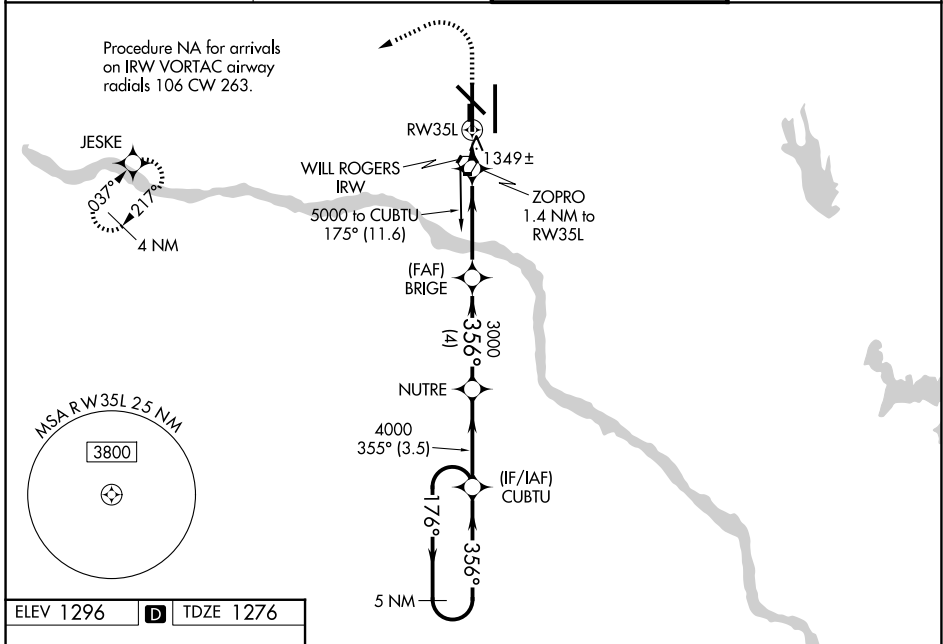 Procedure NA for arrivals
on IRW VORTAC airway
radials 106 CW 263.
JESKE
037°
217°
4 NM
RW35L
1349±
WILL ROGERS
IRW
ZOPRO
1.4 NM to
RW35L
5000 to CUBTU
175° (11.6)
(FAF)
BRIGE
3000
356°
(4)
NUTRE
4000
355° (3.5)
(IF/IAF)
CUBTU
176°
356°
5 NM
MSA RW35L 25 NM
3800
ELEV 1296 D TDZE 1276